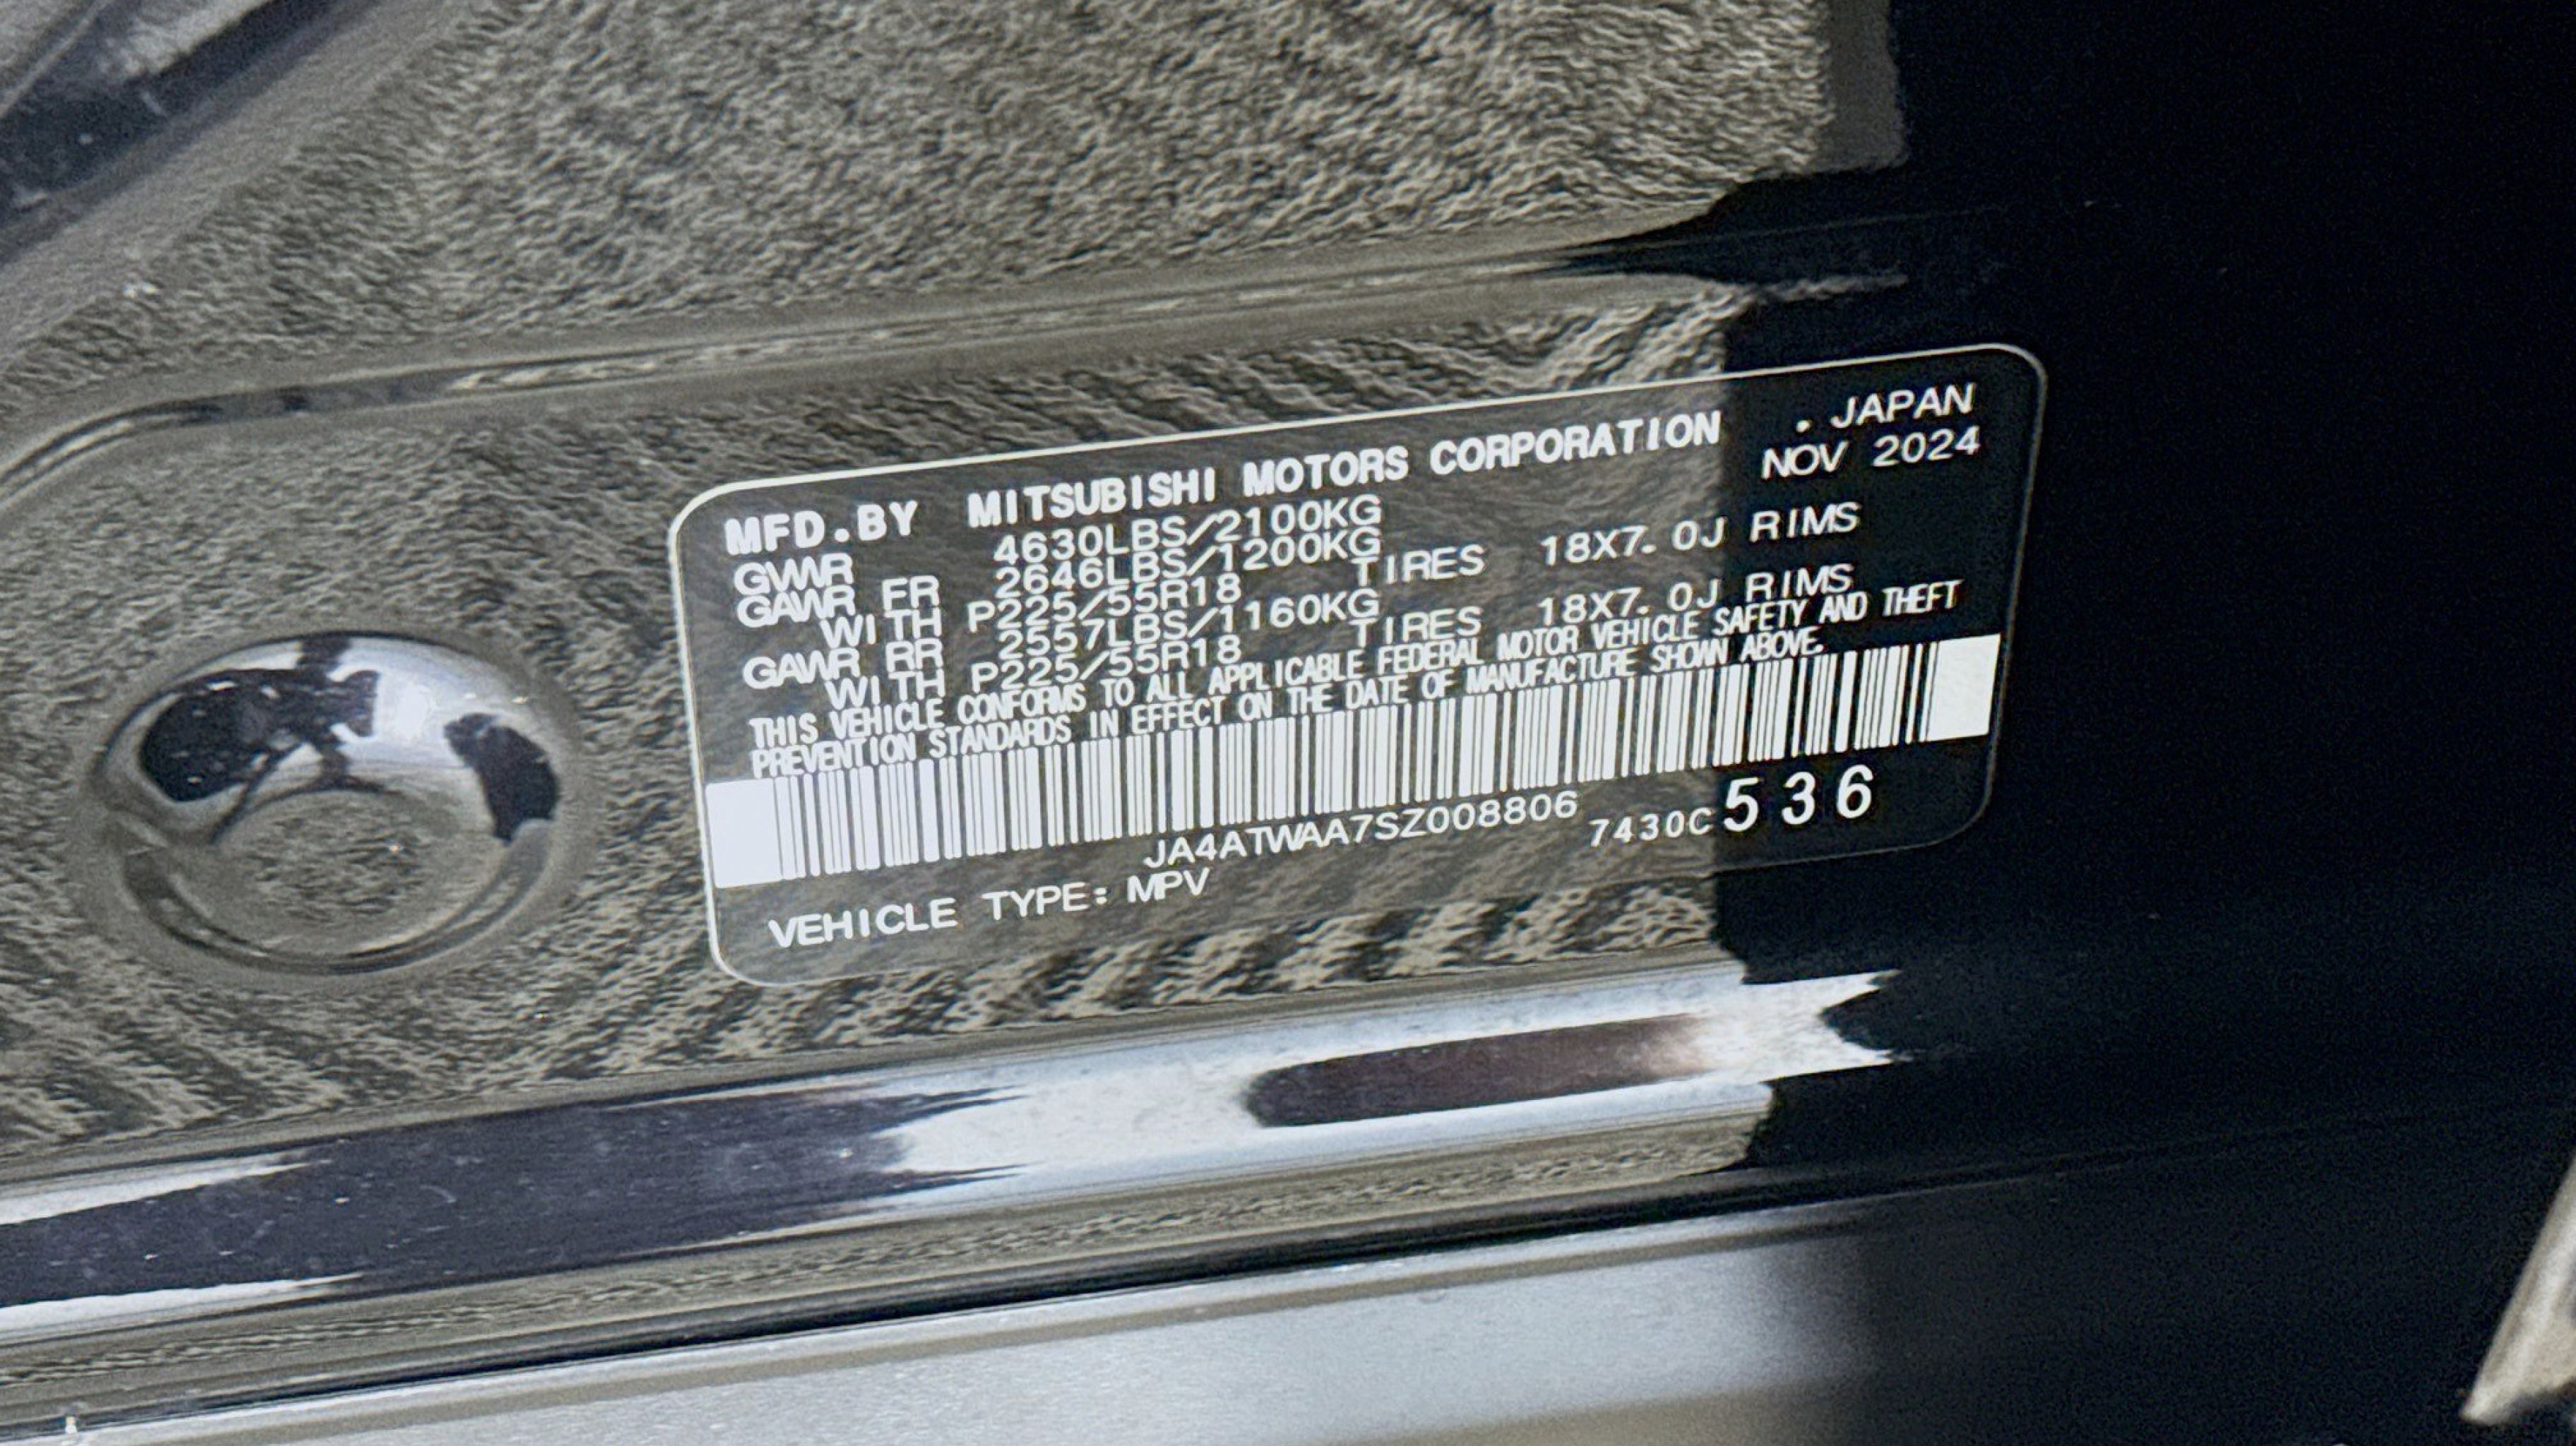 MFD.BY MITSUBISHI MOTORS CORPORATION . JAPAN
NOV 2024
GVWR 4630LBS/2100KG
GAWR FR 2646LBS/1200KG
WITH P225/55R18 TIRES 18X7.0J RIMS
GAWR RR 2557LBS/1160KG
WITH P225/55R18 TIRES 18X7.0J RIMS
THIS VEHICLE CONFORMS TO ALL APPLICABLE FEDERAL MOTOR VEHICLE SAFETY AND THEFT
PREVENTION STANDARDS IN EFFECT ON THE DATE OF MANUFACTURE SHOWN ABOVE.
JA4ATWAA7SZ008806 7430C 536
VEHICLE TYPE: MPV